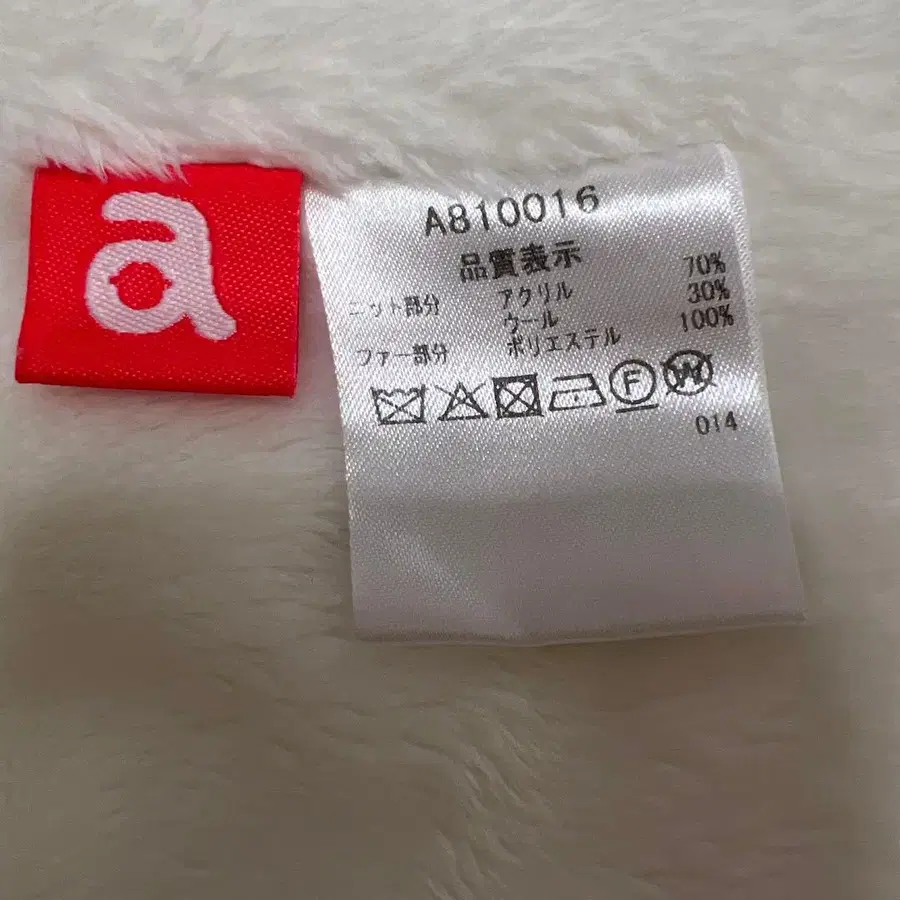 a
A810016
品質表示
ニット部分 アクリル 70%
ウール 30%
ファー部分 ポリエステル 100%
F W
014